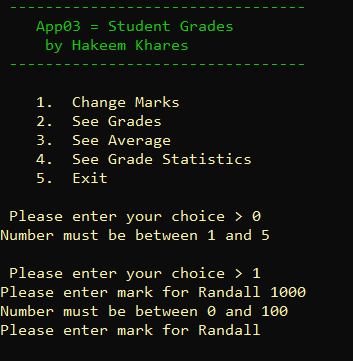 ---------------------------------
App03 = Student Grades
by Hakeem Khares
---------------------------------
1. Change Marks
2. See Grades
3. See Average
4. See Grade Statistics
5. Exit
Please enter your choice > 0
Number must be between 1 and 5
Please enter your choice > 1
Please enter mark for Randall 1000
Number must be between 0 and 100
Please enter mark for Randall